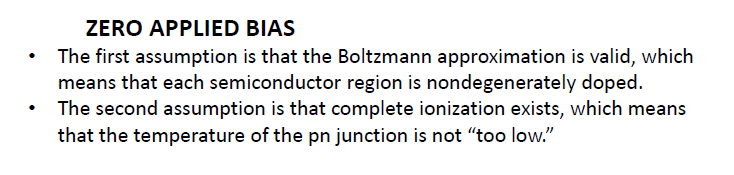 ZERO APPLIED BIAS
• The first assumption is that the Boltzmann approximation is valid, which
means that each semiconductor region is nondegenerately doped.
• The second assumption is that complete ionization exists, which means
that the temperature of the pn junction is not “too low.”